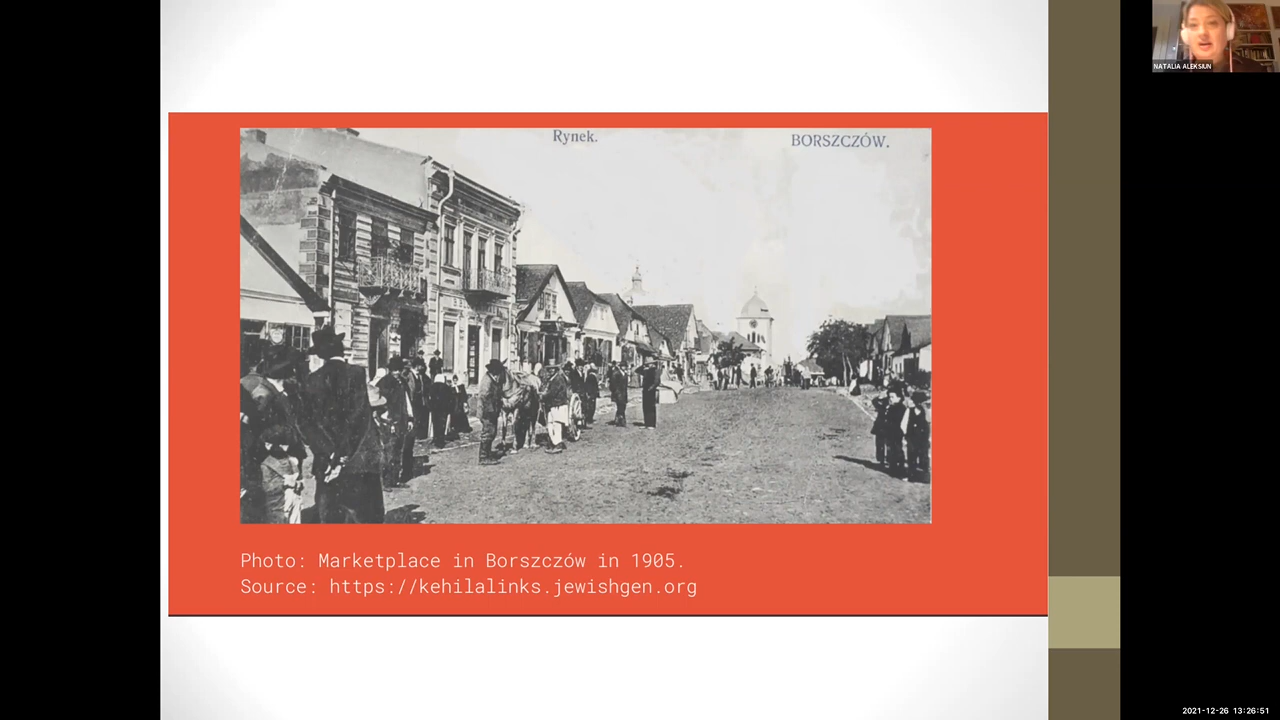 NATALIA ALEKSIUN
Rynek.
BORSZCZÓW.
Photo: Marketplace in Borszczów in 1905.
Source: https://kehilalinks.jewishgen.org
2021-12-26 13:26:51